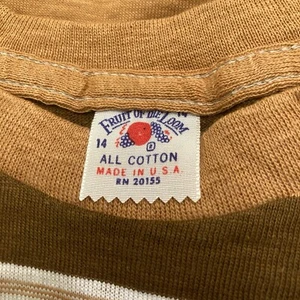 FRUIT OF THE LOOM
14
ALL COTTON
MADE IN U.S.A.
RN 20155